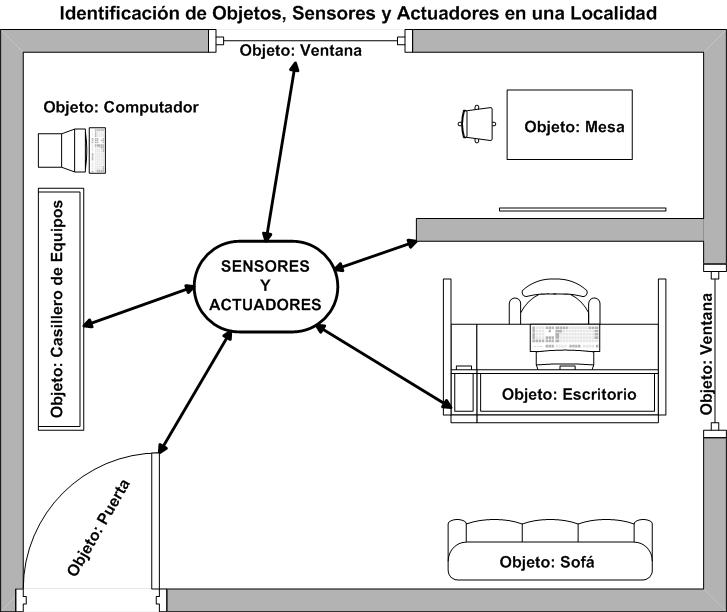 Identificación de Objetos, Sensores y Actuadores en una Localidad
Objeto: Ventana
Objeto: Computador
Objeto: Mesa
Objeto: Casillero de Equipos
SENSORES
Y
ACTUADORES
Objeto: Ventana
Objeto: Escritorio
Objeto: Puerta
Objeto: Sofá